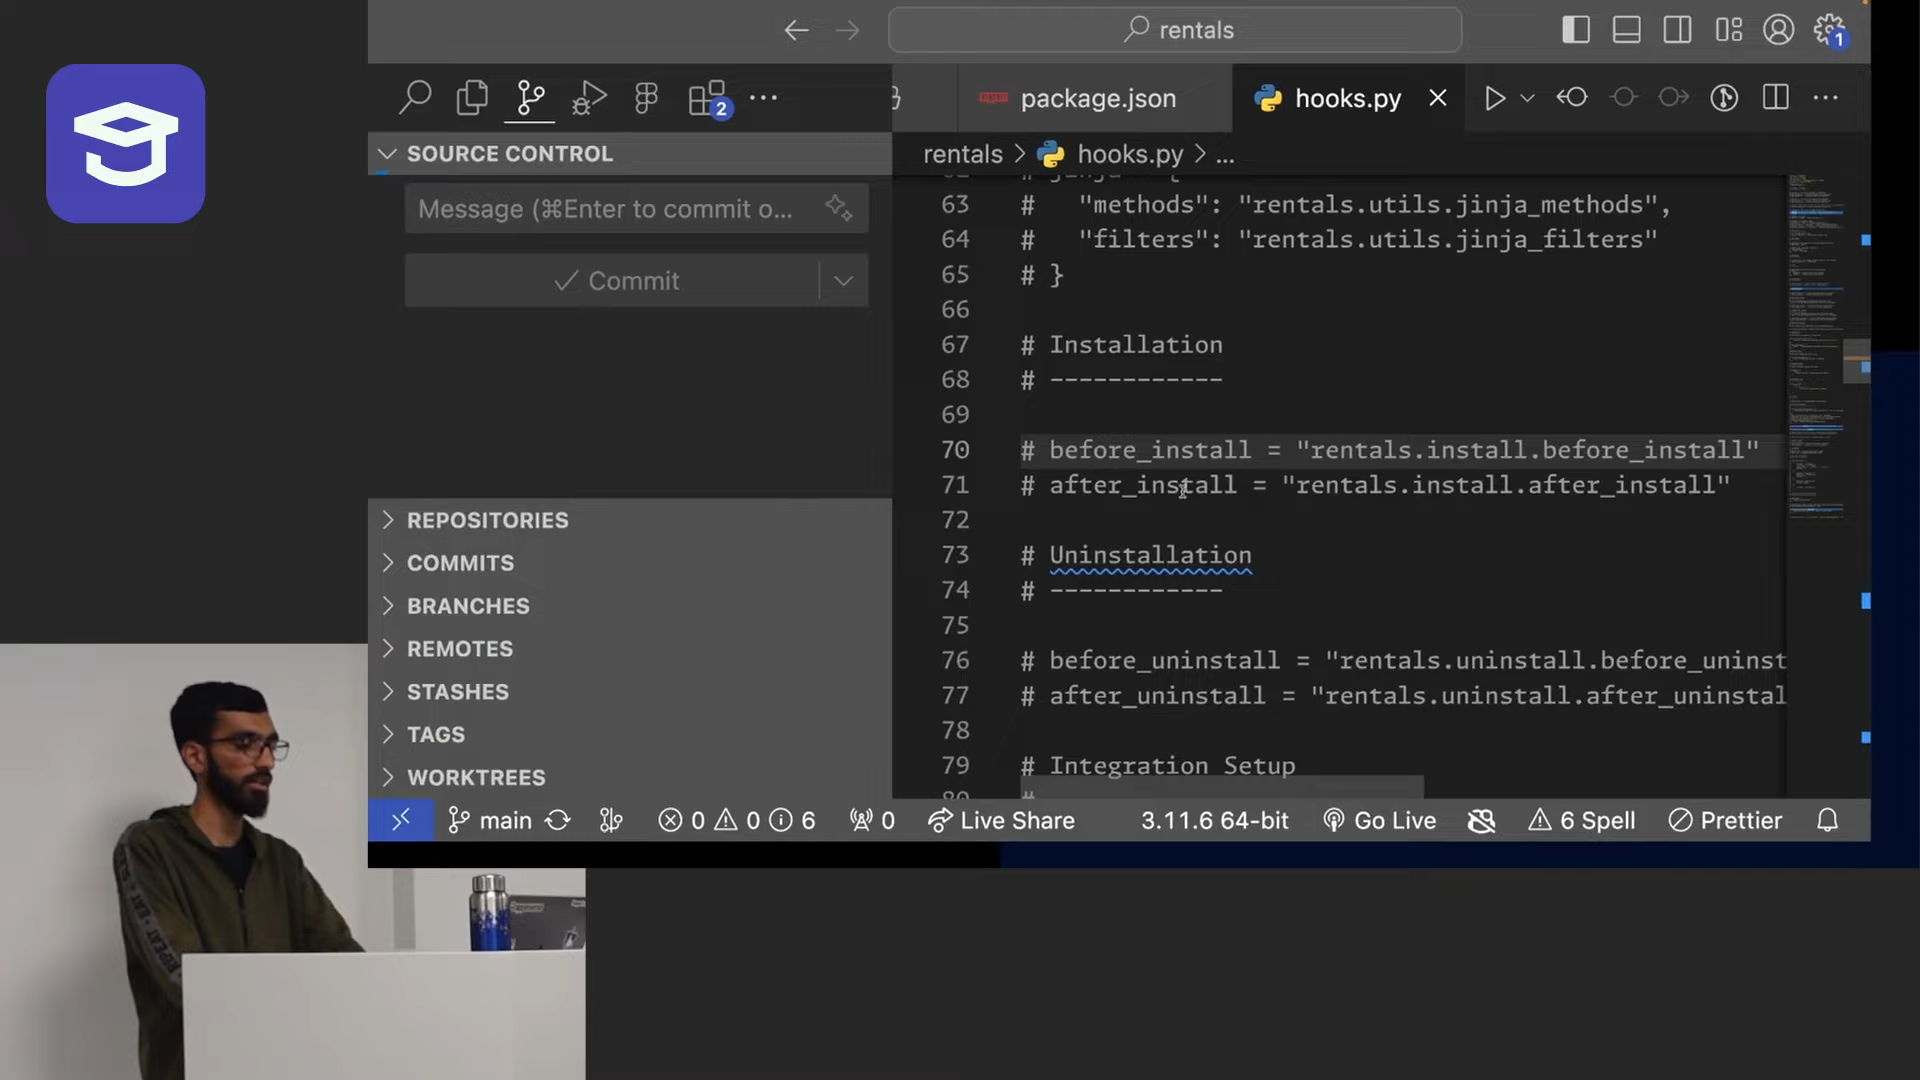 rentals
1
2
package.json
hooks.py
SOURCE CONTROL
rentals > hooks.py > ...
Message (⌘Enter to commit o...
Commit
63 # "methods": "rentals.utils.jinja_methods",
64 # "filters": "rentals.utils.jinja_filters"
65 # }
66
67 # Installation
68 # ------------
69
70 # before_install = "rentals.install.before_install"
71 # after_install = "rentals.install.after_install"
72
73 # Uninstallation
74 # ------------
75
76 # before_uninstall = "rentals.uninstall.before_uninst
77 # after_uninstall = "rentals.uninstall.after_uninstal
78
79 # Integration Setup
REPOSITORIES
COMMITS
BRANCHES
REMOTES
STASHES
TAGS
WORKTREES
main
0 0 6
0
Live Share
3.11.6 64-bit
Go Live
6 Spell
Prettier
EAT
REPEAT